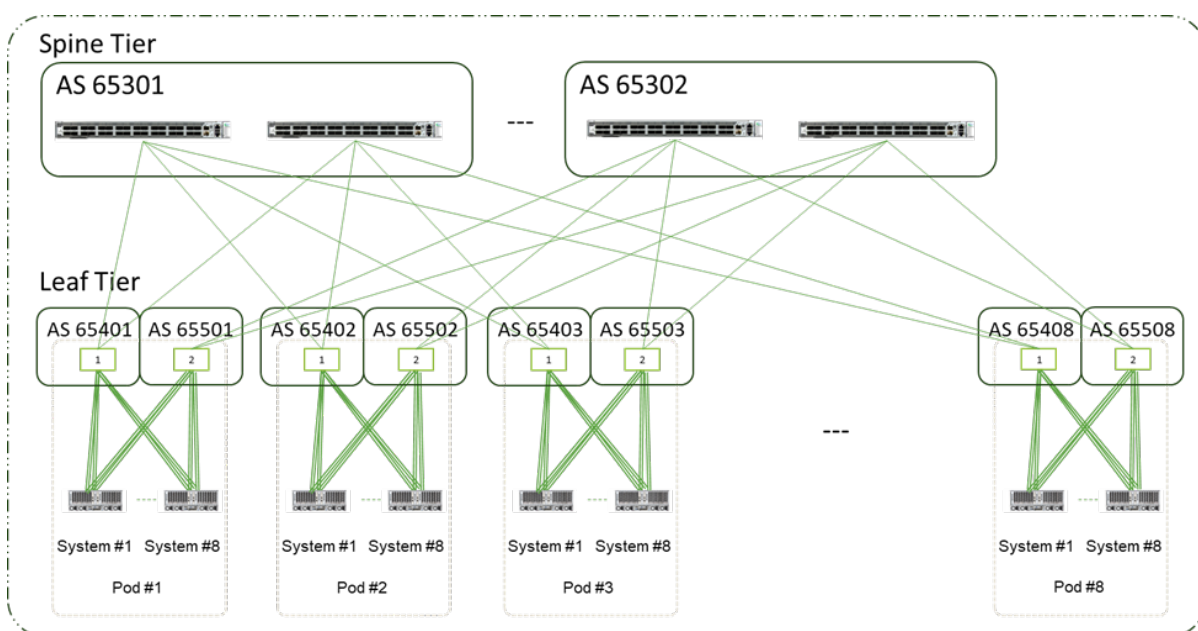 Spine Tier
AS 65301
AS 65302
---
Leaf Tier
AS 65401 AS 65501 AS 65402 AS 65502 AS 65403 AS 65503 AS 65408 AS 65508
1 2 1 2 1 2 1 2
---
System #1 System #8 System #1 System #8 System #1 System #8 System #1 System #8
Pod #1 Pod #2 Pod #3 Pod #8